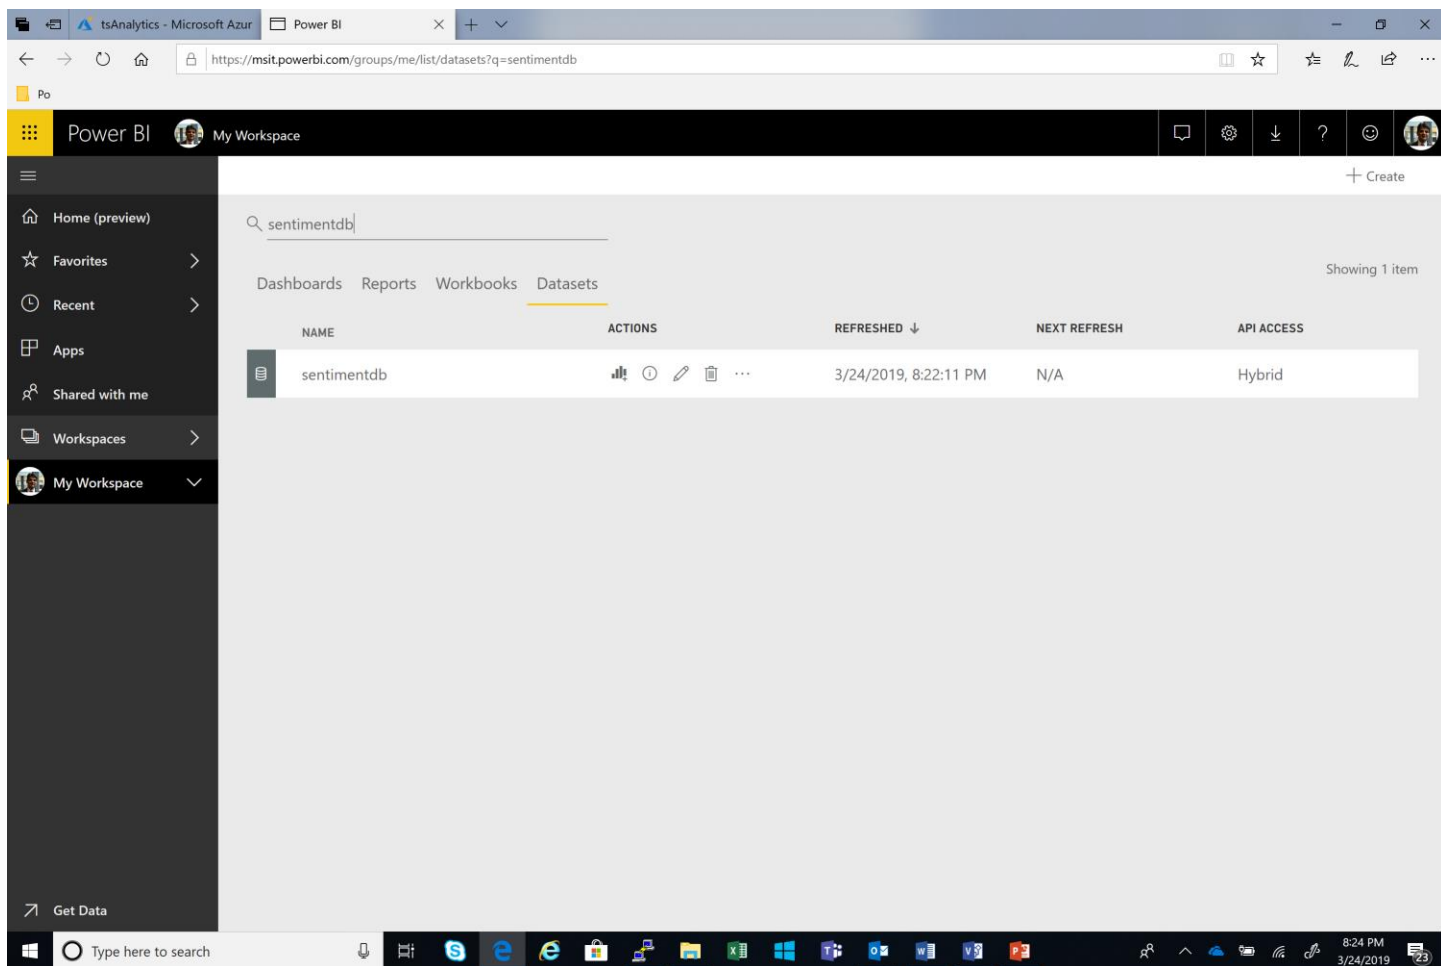 tsAnalytics - Microsoft Azur
Power BI
https://msit.powerbi.com/groups/me/list/datasets?q=sentimentdb
Po
Power BI My Workspace
Create
Home (preview)
Favorites
Recent
Apps
Shared with me
Workspaces
My Workspace
Get Data
sentimentdb
Dashboards Reports Workbooks Datasets
Showing 1 item
NAME ACTIONS REFRESHED NEXT REFRESH API ACCESS
sentimentdb 3/24/2019, 8:22:11 PM N/A Hybrid
Type here to search
8:24 PM
3/24/2019
23